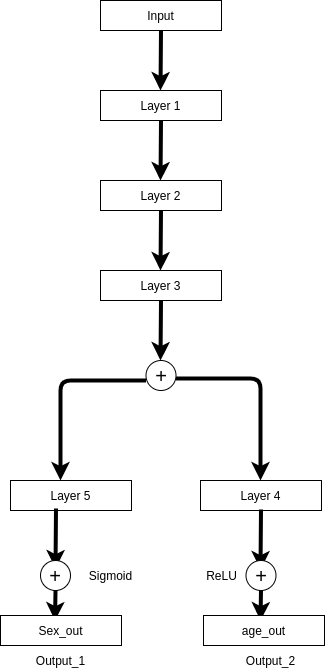 Input
Layer 1
Layer 2
Layer 3
+
Layer 5
Layer 4
+
Sigmoid
ReLU
+
Sex_out
age_out
Output_1
Output_2